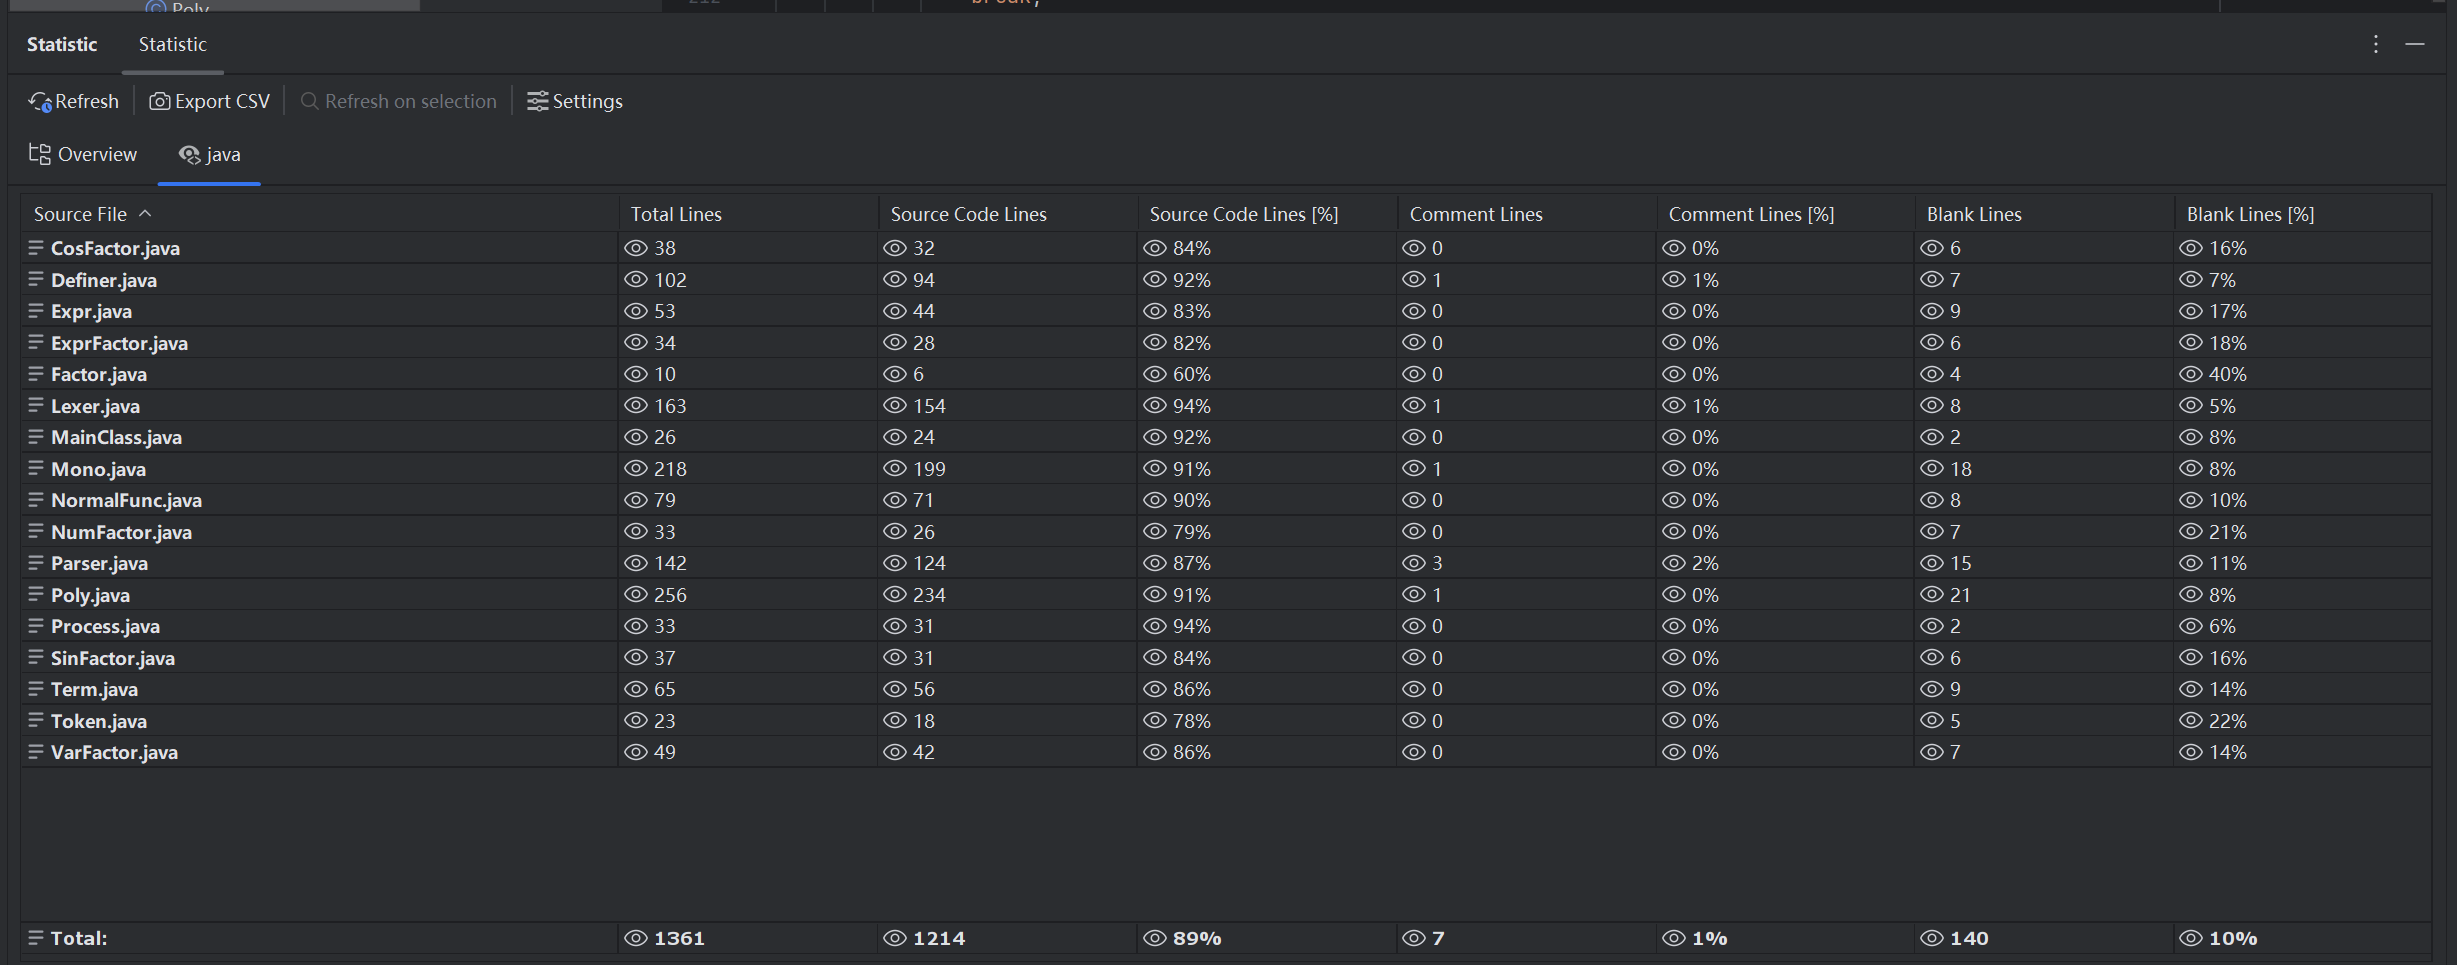 Poly
212 break;
Statistic Statistic
Refresh Export CSV Refresh on selection Settings
Overview java
Source File Total Lines Source Code Lines Source Code Lines [%] Comment Lines Comment Lines [%] Blank Lines Blank Lines [%]
CosFactor.java 38 32 84% 0 0% 6 16%
Definer.java 102 94 92% 1 1% 7 7%
Expr.java 53 44 83% 0 0% 9 17%
ExprFactor.java 34 28 82% 0 0% 6 18%
Factor.java 10 6 60% 0 0% 4 40%
Lexer.java 163 154 94% 1 1% 8 5%
MainClass.java 26 24 92% 0 0% 2 8%
Mono.java 218 199 91% 1 0% 18 8%
NormalFunc.java 79 71 90% 0 0% 8 10%
NumFactor.java 33 26 79% 0 0% 7 21%
Parser.java 142 124 87% 3 2% 15 11%
Poly.java 256 234 91% 1 0% 21 8%
Process.java 33 31 94% 0 0% 2 6%
SinFactor.java 37 31 84% 0 0% 6 16%
Term.java 65 56 86% 0 0% 9 14%
Token.java 23 18 78% 0 0% 5 22%
VarFactor.java 49 42 86% 0 0% 7 14%
Total: 1361 1214 89% 7 1% 140 10%